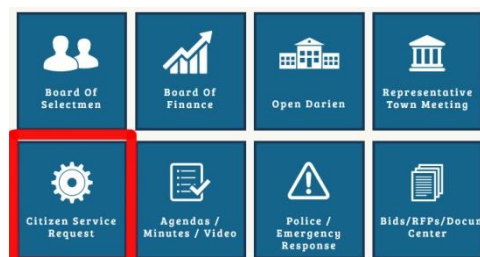 Board Of
Selectmen
Board Of
Finance
Open Darien
Representative
Town Meeting
Citizen Service
Request
Agendas /
Minutes / Video
Police /
Emergency
Response
Bids/RFPs/Docum
Center